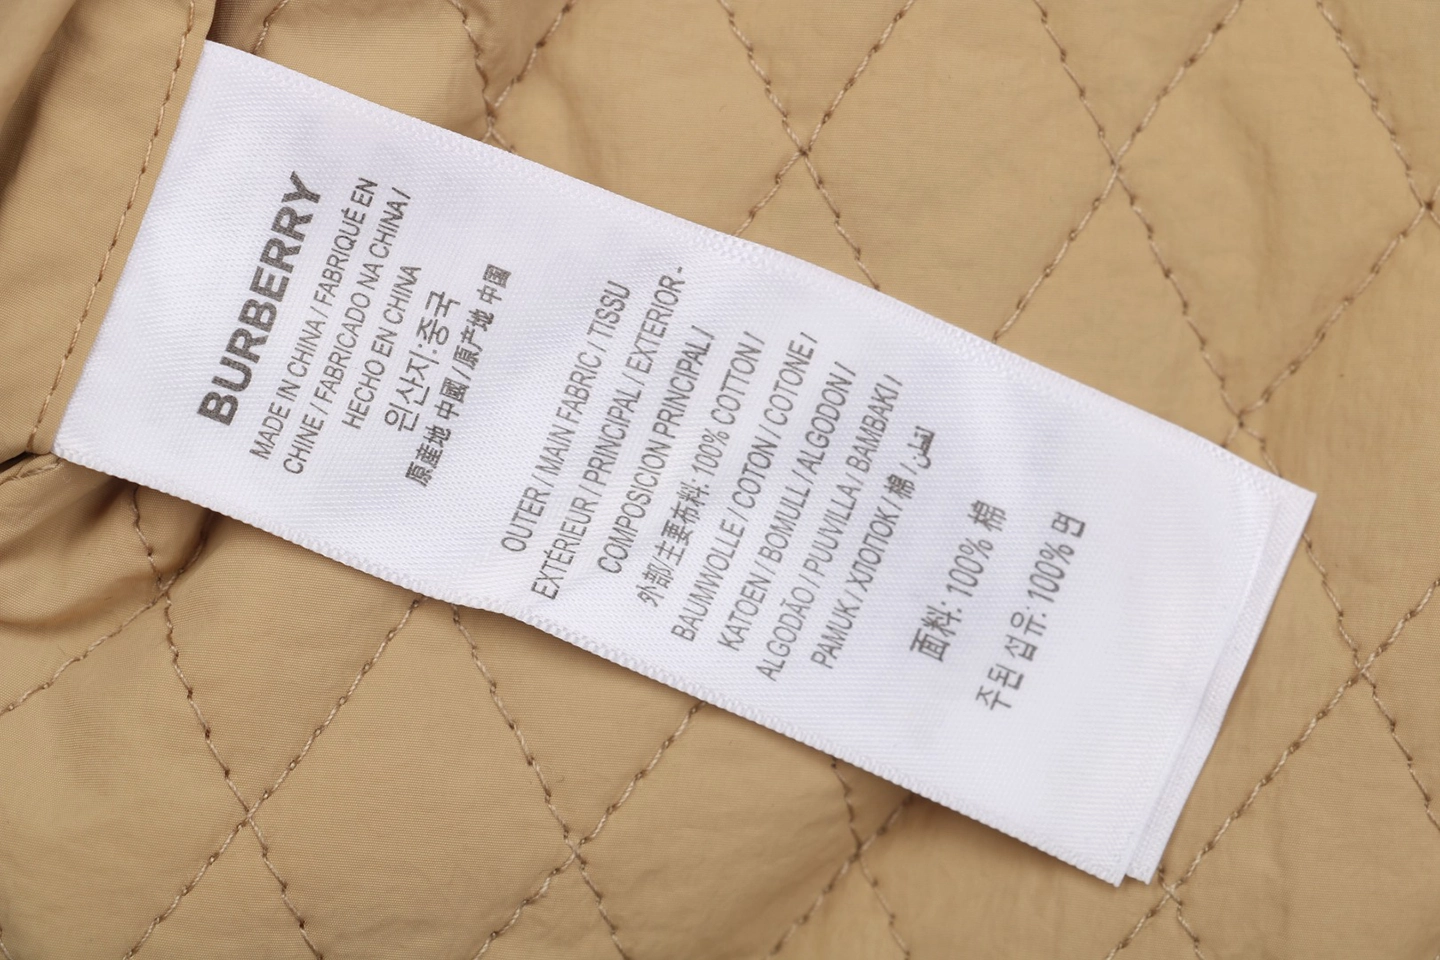 BURBERRY
MADE IN CHINA / FABRIQUÉ EN
CHINE / FABRICADO NA CHINA /
HECHO EN CHINA
원산지:중국
原産地 中國 / 原产地 中国
OUTER / MAIN FABRIC / TISSU
EXTÉRIEUR / PRINCIPAL / EXTERIOR-
COMPOSICION PRINCIPAL /
外部/主要布料: 100% COTTON /
BAUMWOLLE / COTON / COTONE /
KATOEN / BOMULL / ALGODON /
ALGODÃO / PUUVILLA / BAMBAKI /
PAMUK / ХЛОПОК / 棉 /
面料: 100% 棉
주된 섬유: 100% 면